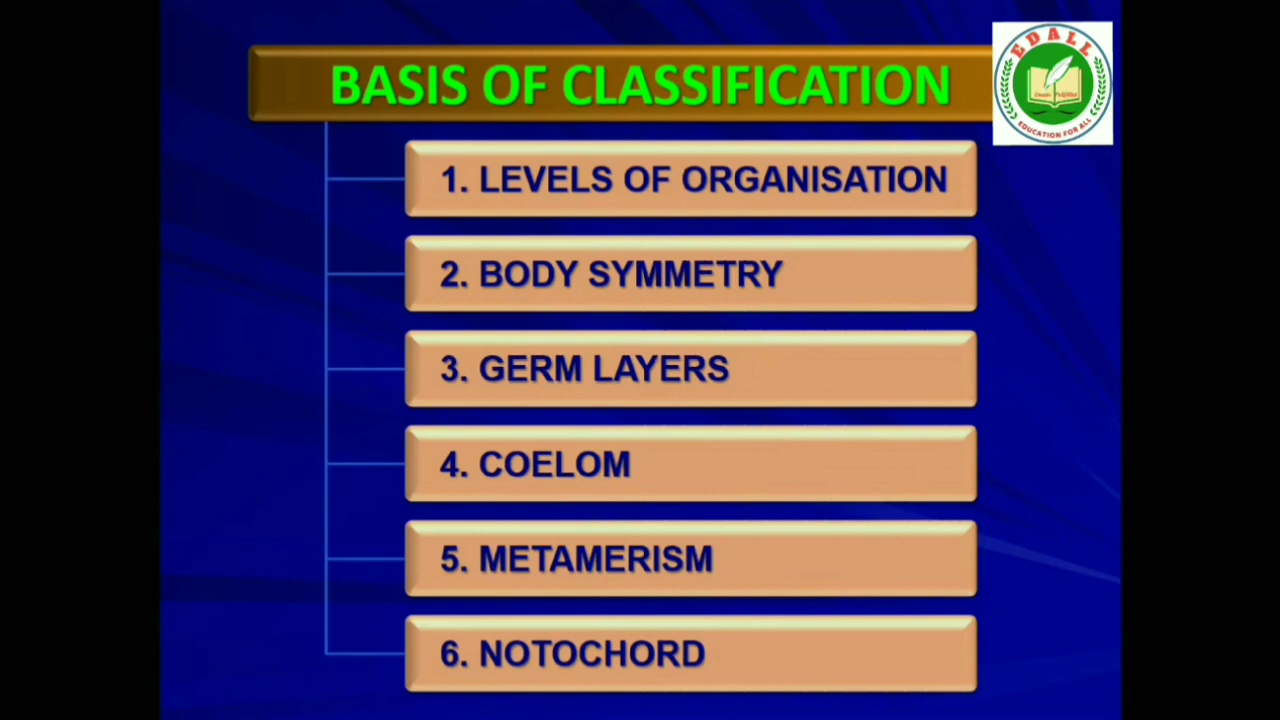 BASIS OF CLASSIFICATION
EDALL
EDUCATION FOR ALL
1. LEVELS OF ORGANISATION
2. BODY SYMMETRY
3. GERM LAYERS
4. COELOM
5. METAMERISM
6. NOTOCHORD